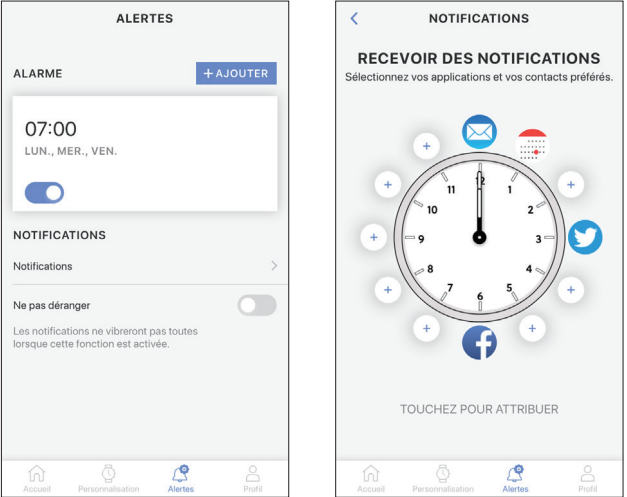 ALERTES
ALARME
+ AJOUTER
07:00
LUN., MER., VEN.
NOTIFICATIONS
Notifications
Ne pas déranger
Les notifications ne vibreront pas toutes
lorsque cette fonction est activée.
Accueil
Personnalisation
Alertes
Profil
NOTIFICATIONS
RECEVOIR DES NOTIFICATIONS
Sélectionnez vos applications et vos contacts préférés.
12
1
2
3
4
5
6
7
8
9
10
11
TOUCHEZ POUR ATTRIBUER
Accueil
Personnalisation
Alertes
Profil